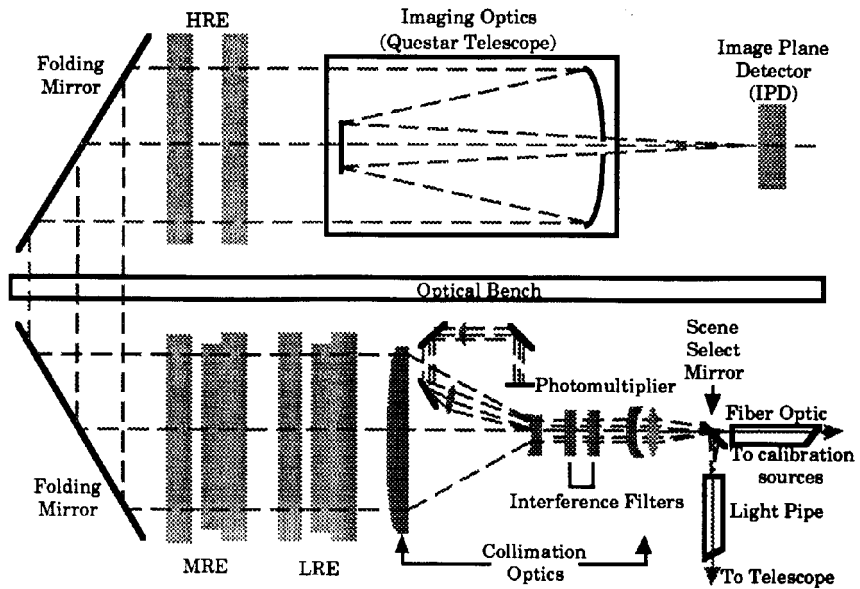 HRE
Imaging Optics
(Questar Telescope)
Folding
Mirror
Image Plane
Detector
(IPD)
Optical Bench
Scene
Select
Mirror
Photomultiplier
Fiber Optic
To calibration
sources
Folding
Mirror
Interference Filters
Light Pipe
MRE
LRE
Collimation
Optics
To Telescope